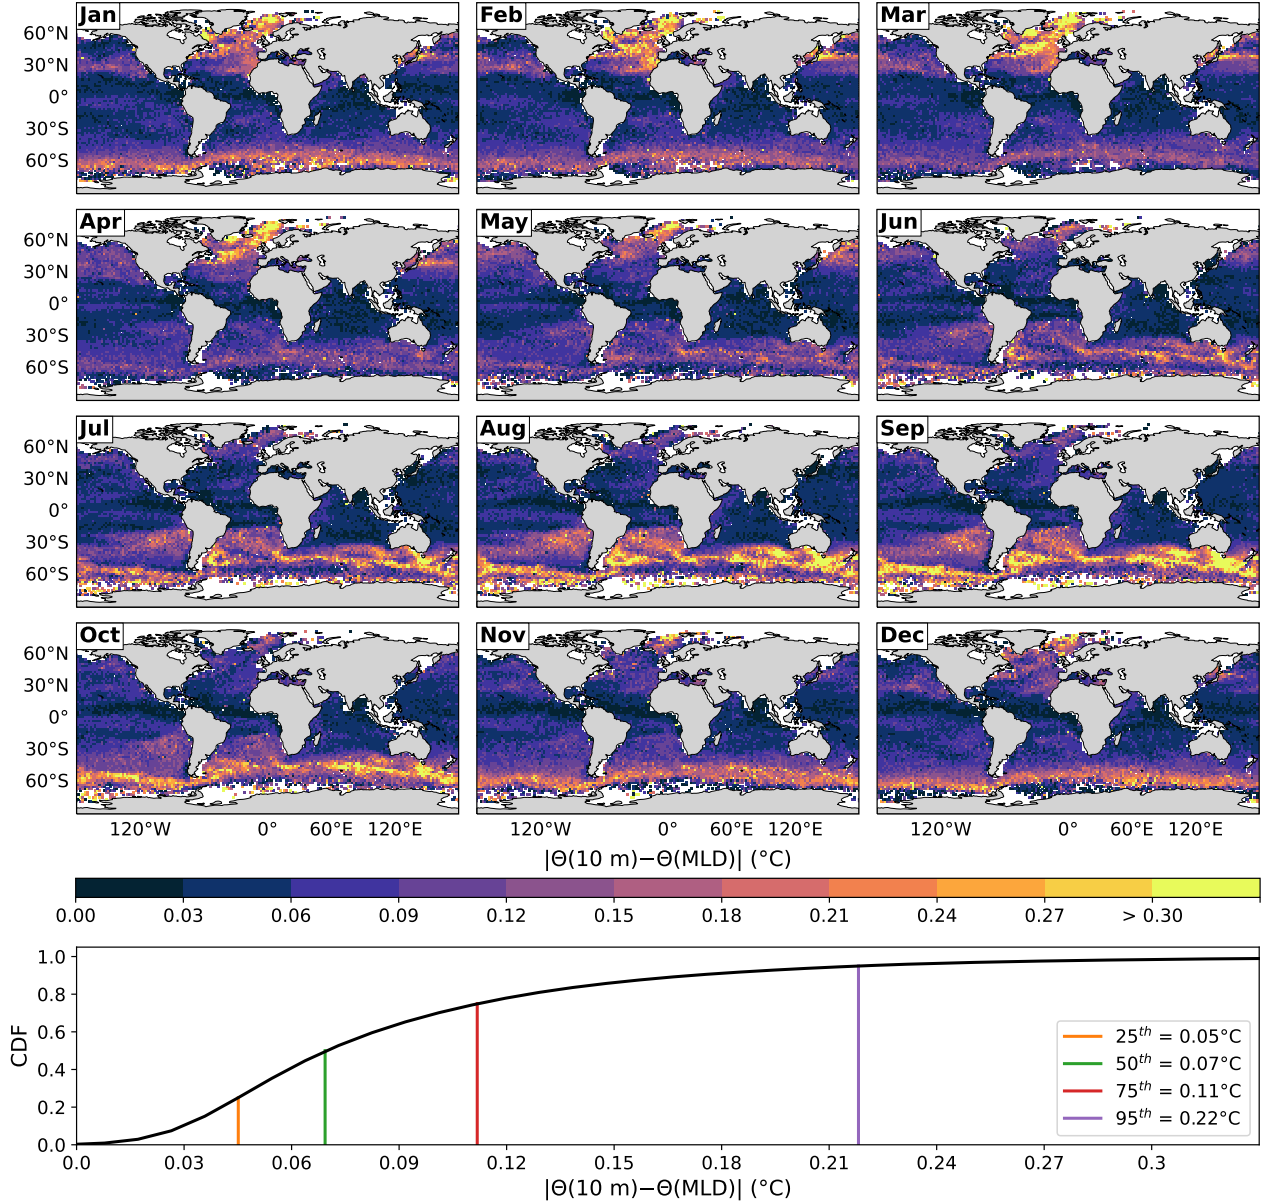 Jan Feb Mar
60°N
30°N
0°
30°S
60°S
Apr May Jun
60°N
30°N
0°
30°S
60°S
Jul Aug Sep
60°N
30°N
0°
30°S
60°S
Oct Nov Dec
60°N
30°N
0°
30°S
60°S
120°W 0° 60°E 120°E 120°W 0° 60°E 120°E 120°W 0° 60°E 120°E
|Θ(10 m)−Θ(MLD)| (°C)
0.00 0.03 0.06 0.09 0.12 0.15 0.18 0.21 0.24 0.27 > 0.30
CDF
1.0
0.8
0.6
0.4
0.2
0.0
25th = 0.05°C
50th = 0.07°C
75th = 0.11°C
95th = 0.22°C
0.0 0.03 0.06 0.09 0.12 0.15 0.18 0.21 0.24 0.27 0.3
|Θ(10 m)−Θ(MLD)| (°C)